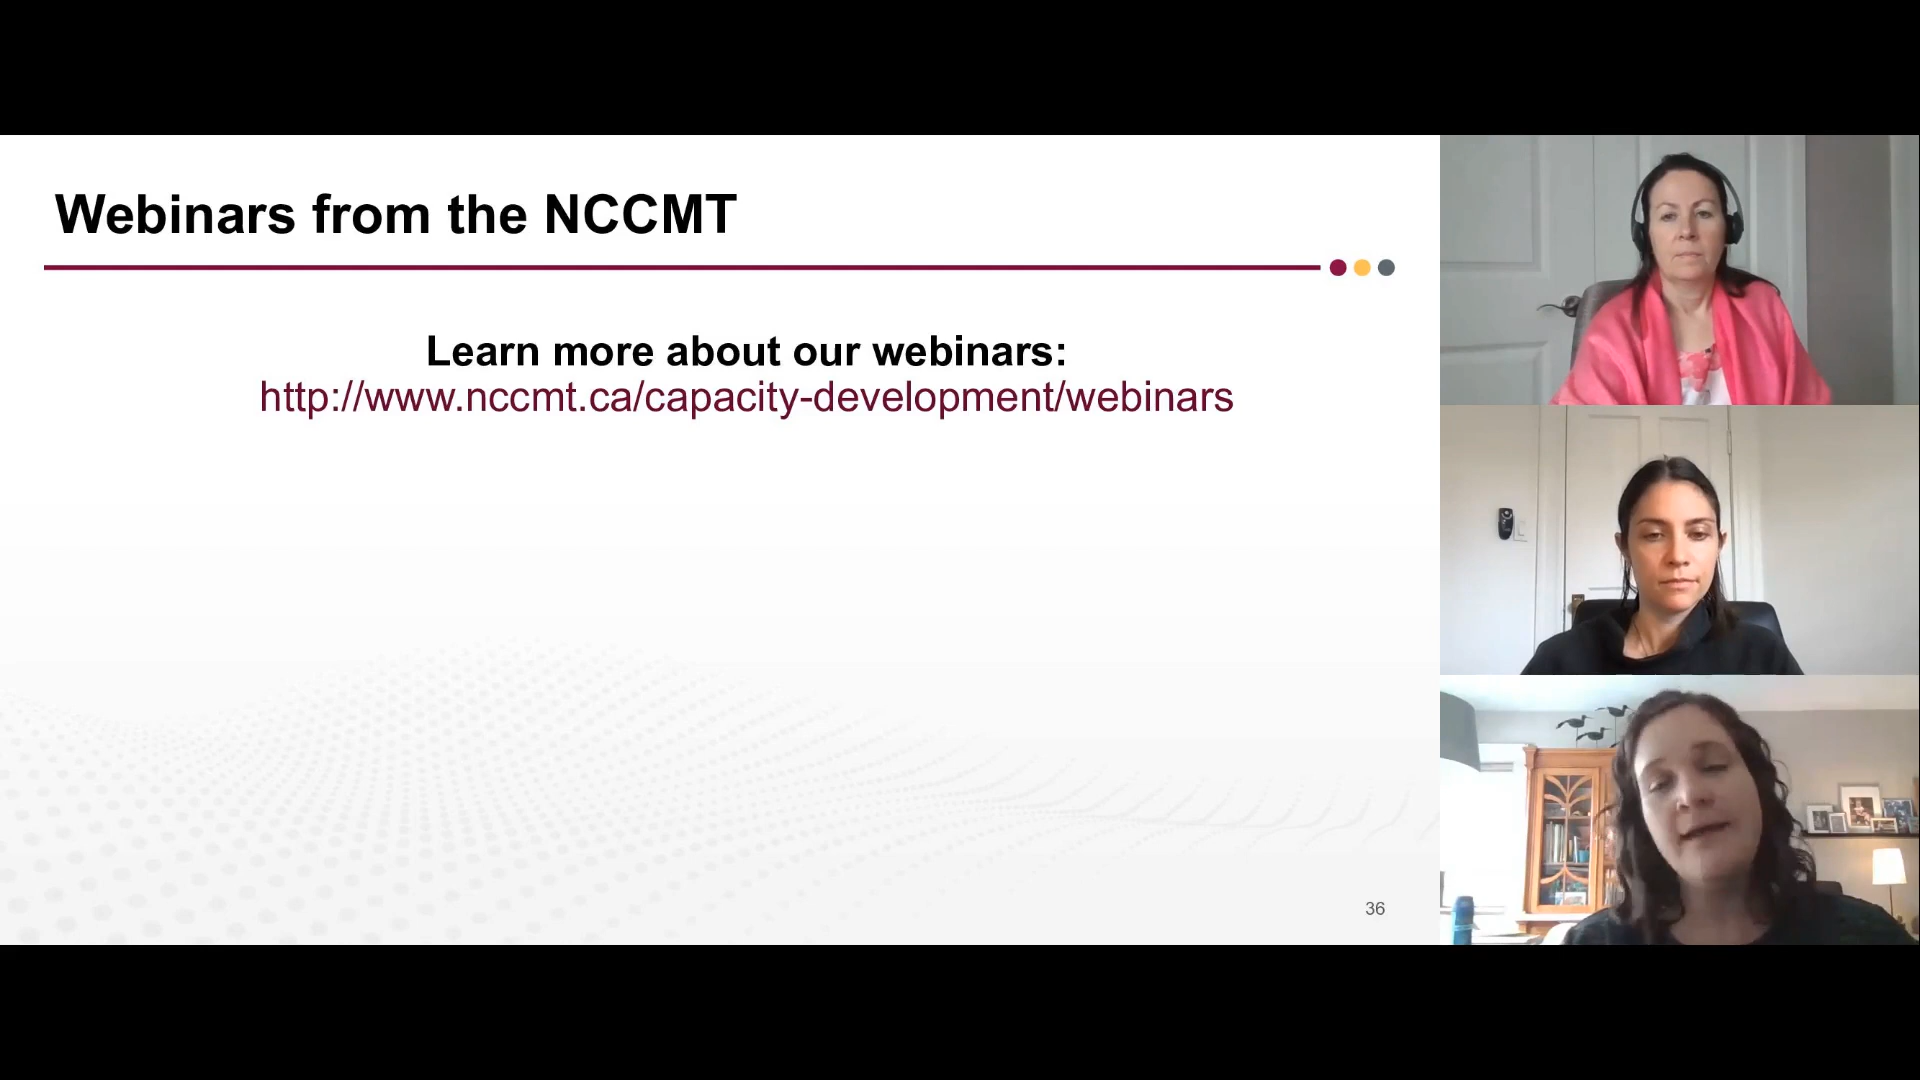 Webinars from the NCCMT
Learn more about our webinars:
http://www.nccmt.ca/capacity-development/webinars
36